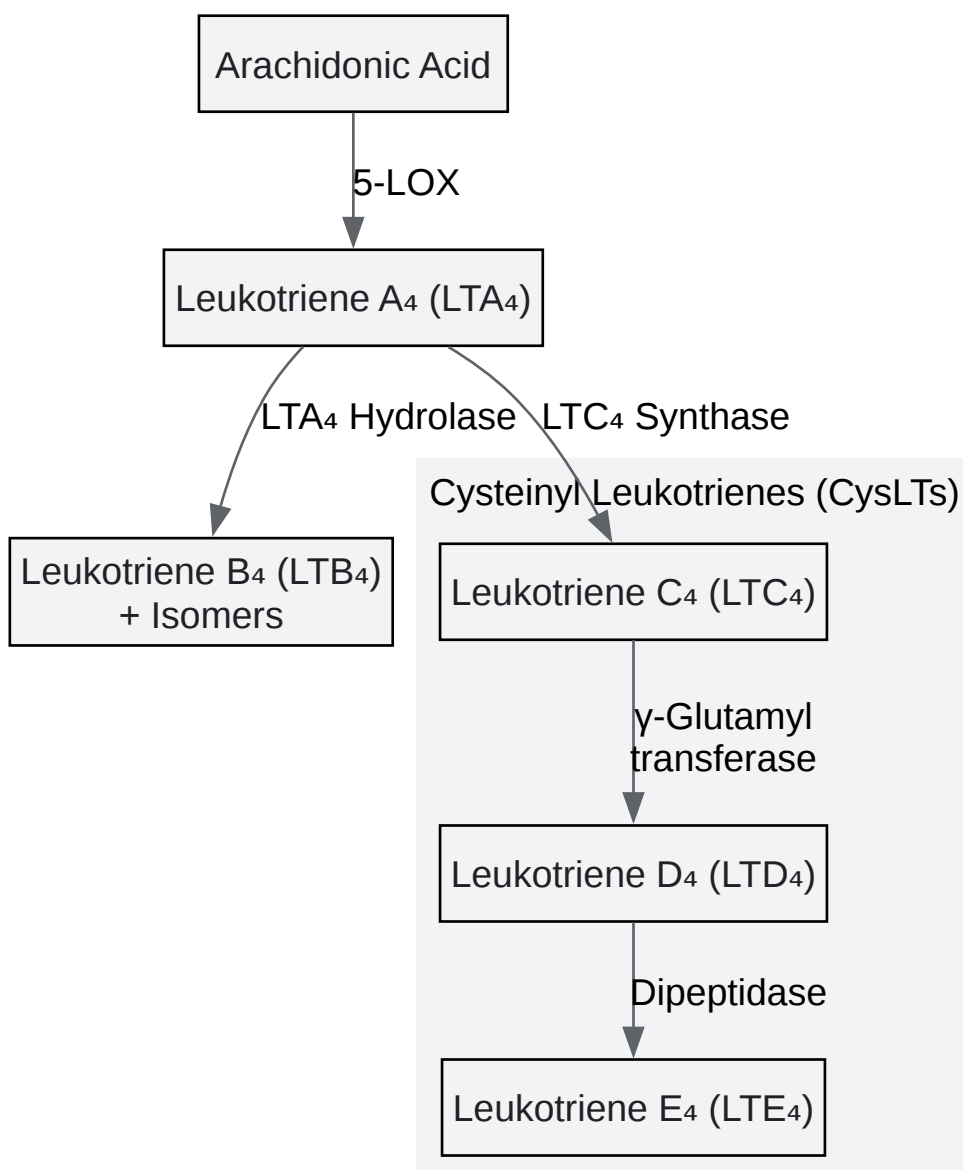 Arachidonic Acid
5-LOX
Leukotriene A₄ (LTA₄)
LTA₄ Hydrolase
LTC₄ Synthase
Cysteinyl Leukotrienes (CysLTs)
Leukotriene B₄ (LTB₄)
+ Isomers
Leukotriene C₄ (LTC₄)
γ-Glutamyl
transferase
Leukotriene D₄ (LTD₄)
Dipeptidase
Leukotriene E₄ (LTE₄)